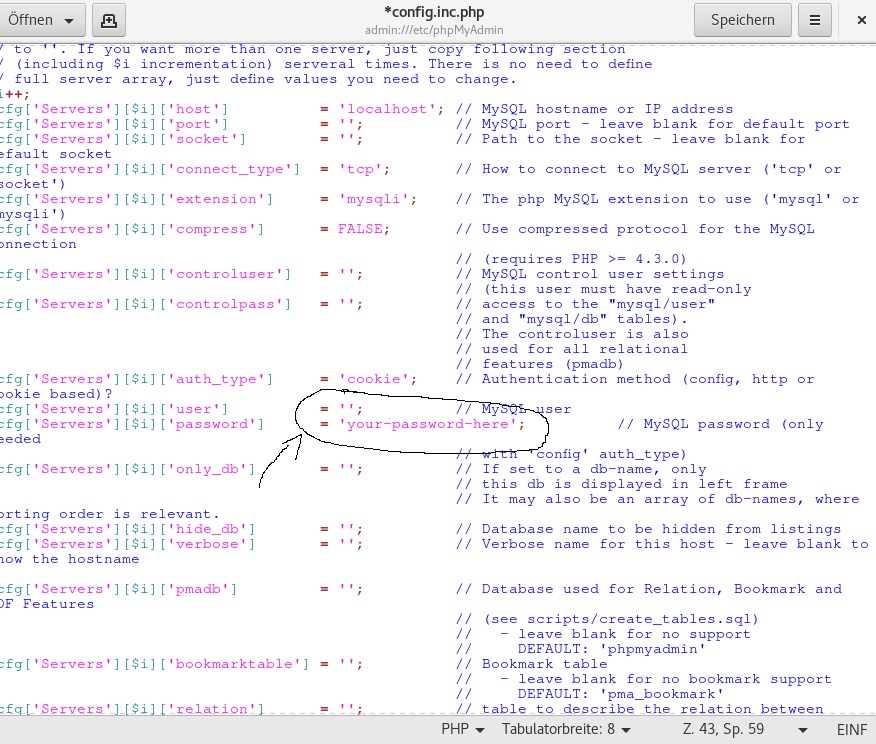 Öffnen
*config.inc.php
admin:///etc/phpMyAdmin
Speichern
/ to ''. If you want more than one server, just copy following section
/ (including $i incrementation) serveral times. There is no need to define
/ full server array, just define values you need to change.
i++;
cfg['Servers'][$i]['host']          = 'localhost'; // MySQL hostname or IP address
cfg['Servers'][$i]['port']          = '';          // MySQL port - leave blank for default port
cfg['Servers'][$i]['socket']        = '';          // Path to the socket - leave blank for
efault socket
cfg['Servers'][$i]['connect_type']  = 'tcp';       // How to connect to MySQL server ('tcp' or
socket')
cfg['Servers'][$i]['extension']     = 'mysqli';    // The php MySQL extension to use ('mysql' or
mysqli')
cfg['Servers'][$i]['compress']      = FALSE;       // Use compressed protocol for the MySQL
onnection
// (requires PHP >= 4.3.0)
cfg['Servers'][$i]['controluser']   = '';          // MySQL control user settings
// (this user must have read-only
cfg['Servers'][$i]['controlpass']   = '';          // access to the "mysql/user"
// and "mysql/db" tables).
// The controluser is also
// used for all relational
// features (pmadb)
cfg['Servers'][$i]['auth_type']     = 'cookie';    // Authentication method (config, http or
ookie based)?
cfg['Servers'][$i]['user']          = '';          // MySQL user
cfg['Servers'][$i]['password']      = 'your-password-here';          // MySQL password (only
eeded
// with 'config' auth_type)
cfg['Servers'][$i]['only_db']       = '';          // If set to a db-name, only
// this db is displayed in left frame
// It may also be an array of db-names, where
orting order is relevant.
cfg['Servers'][$i]['hide_db']       = '';          // Database name to be hidden from listings
cfg['Servers'][$i]['verbose']       = '';          // Verbose name for this host - leave blank to
how the hostname
cfg['Servers'][$i]['pmadb']         = '';          // Database used for Relation, Bookmark and
DF Features
// (see scripts/create_tables.sql)
//   - leave blank for no support
//     DEFAULT: 'phpmyadmin'
cfg['Servers'][$i]['bookmarktable'] = '';          // Bookmark table
//   - leave blank for no bookmark support
//     DEFAULT: 'pma_bookmark'
cfg['Servers'][$i]['relation']      = '';          // table to describe the relation between
PHP
Tabulatorbreite: 8
Z. 43, Sp. 59
EINF